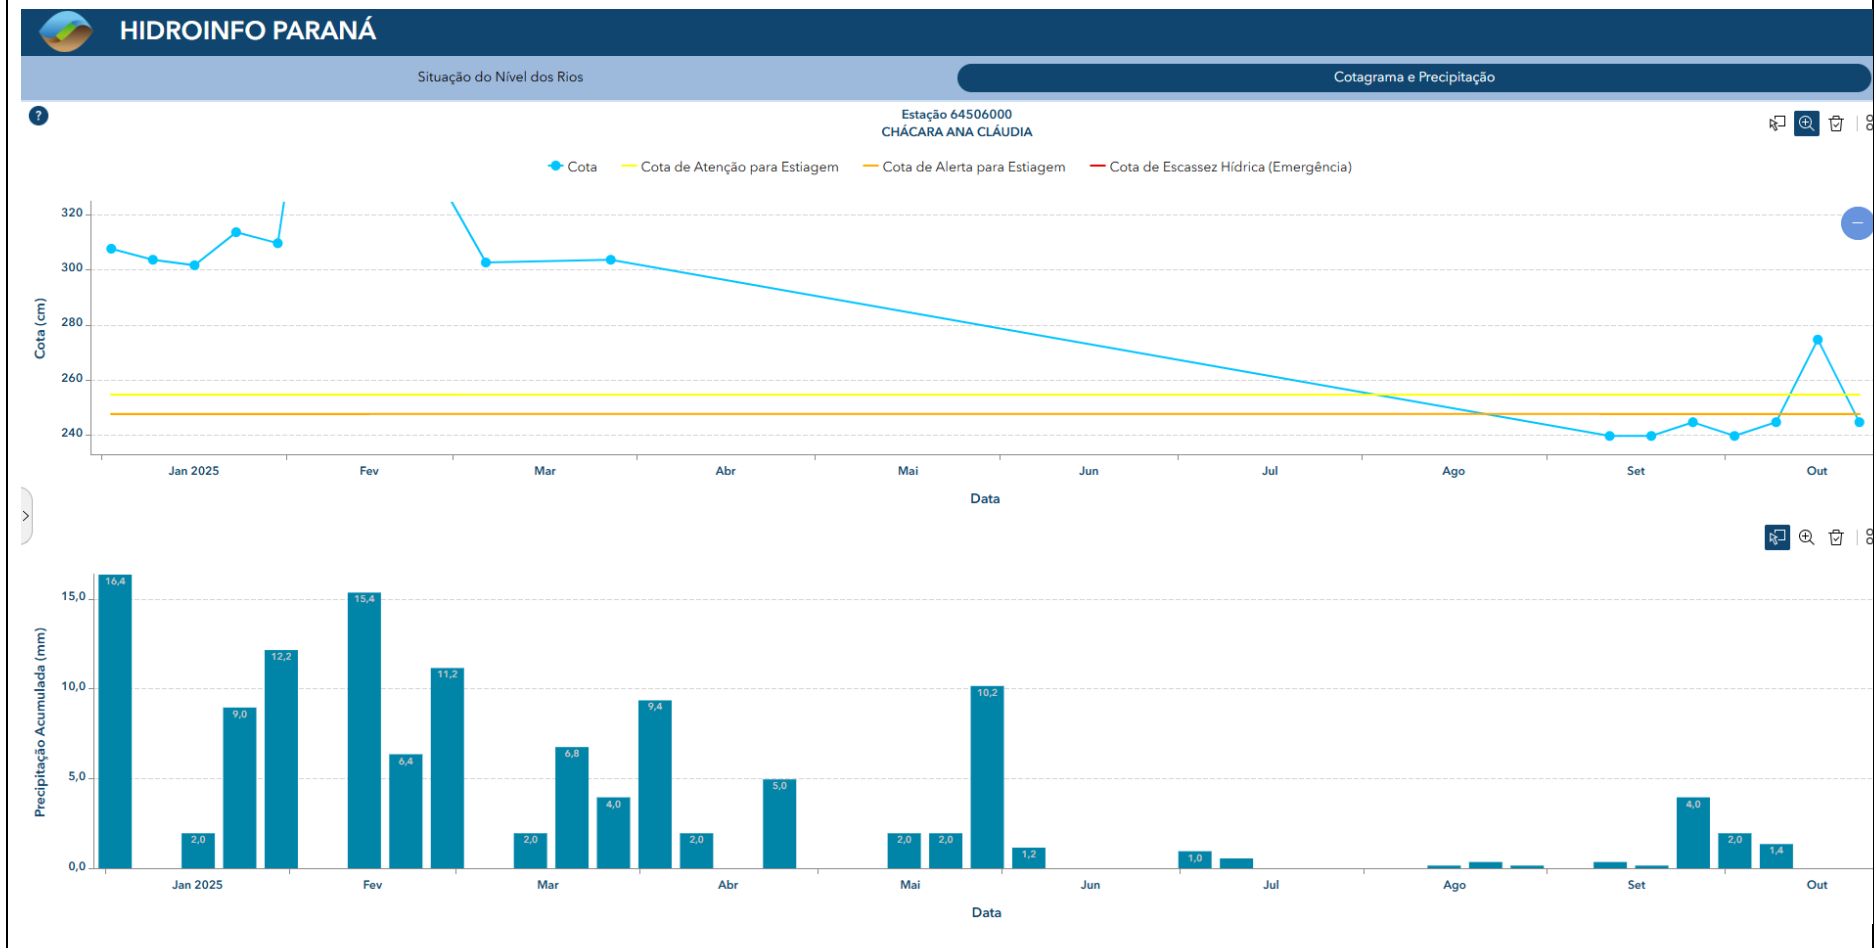 HIDROINFO PARANÁ
Situação do Nível dos Rios
Cotagrama e Precipitação
?
Estação 64506000
CHÁCARA ANA CLÁUDIA
Cota
Cota de Atenção para Estiagem
Cota de Alerta para Estiagem
Cota de Escassez Hídrica (Emergência)
Cota (cm)
320
300
280
260
240
Jan 2025
Fev
Mar
Abr
Mai
Jun
Jul
Ago
Set
Out
Data
Precipitação Acumulada (mm)
15,0
10,0
5,0
0,0
16,4
2,0
9,0
12,2
15,4
6,4
11,2
2,0
6,8
4,0
9,4
2,0
5,0
2,0
2,0
10,2
1,2
1,0
4,0
2,0
1,4
Jan 2025
Fev
Mar
Abr
Mai
Jun
Jul
Ago
Set
Out
Data